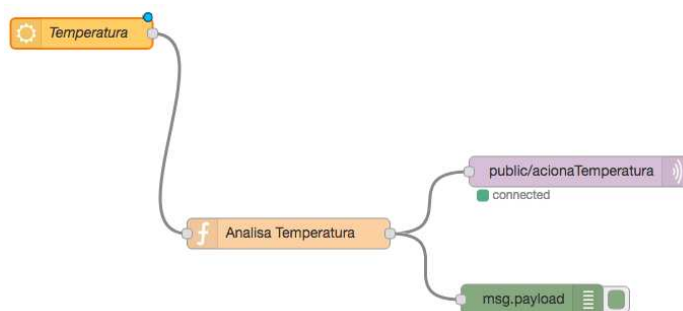 Temperatura
public/acionaTemperatura
connected
Analisa Temperatura
msg.payload